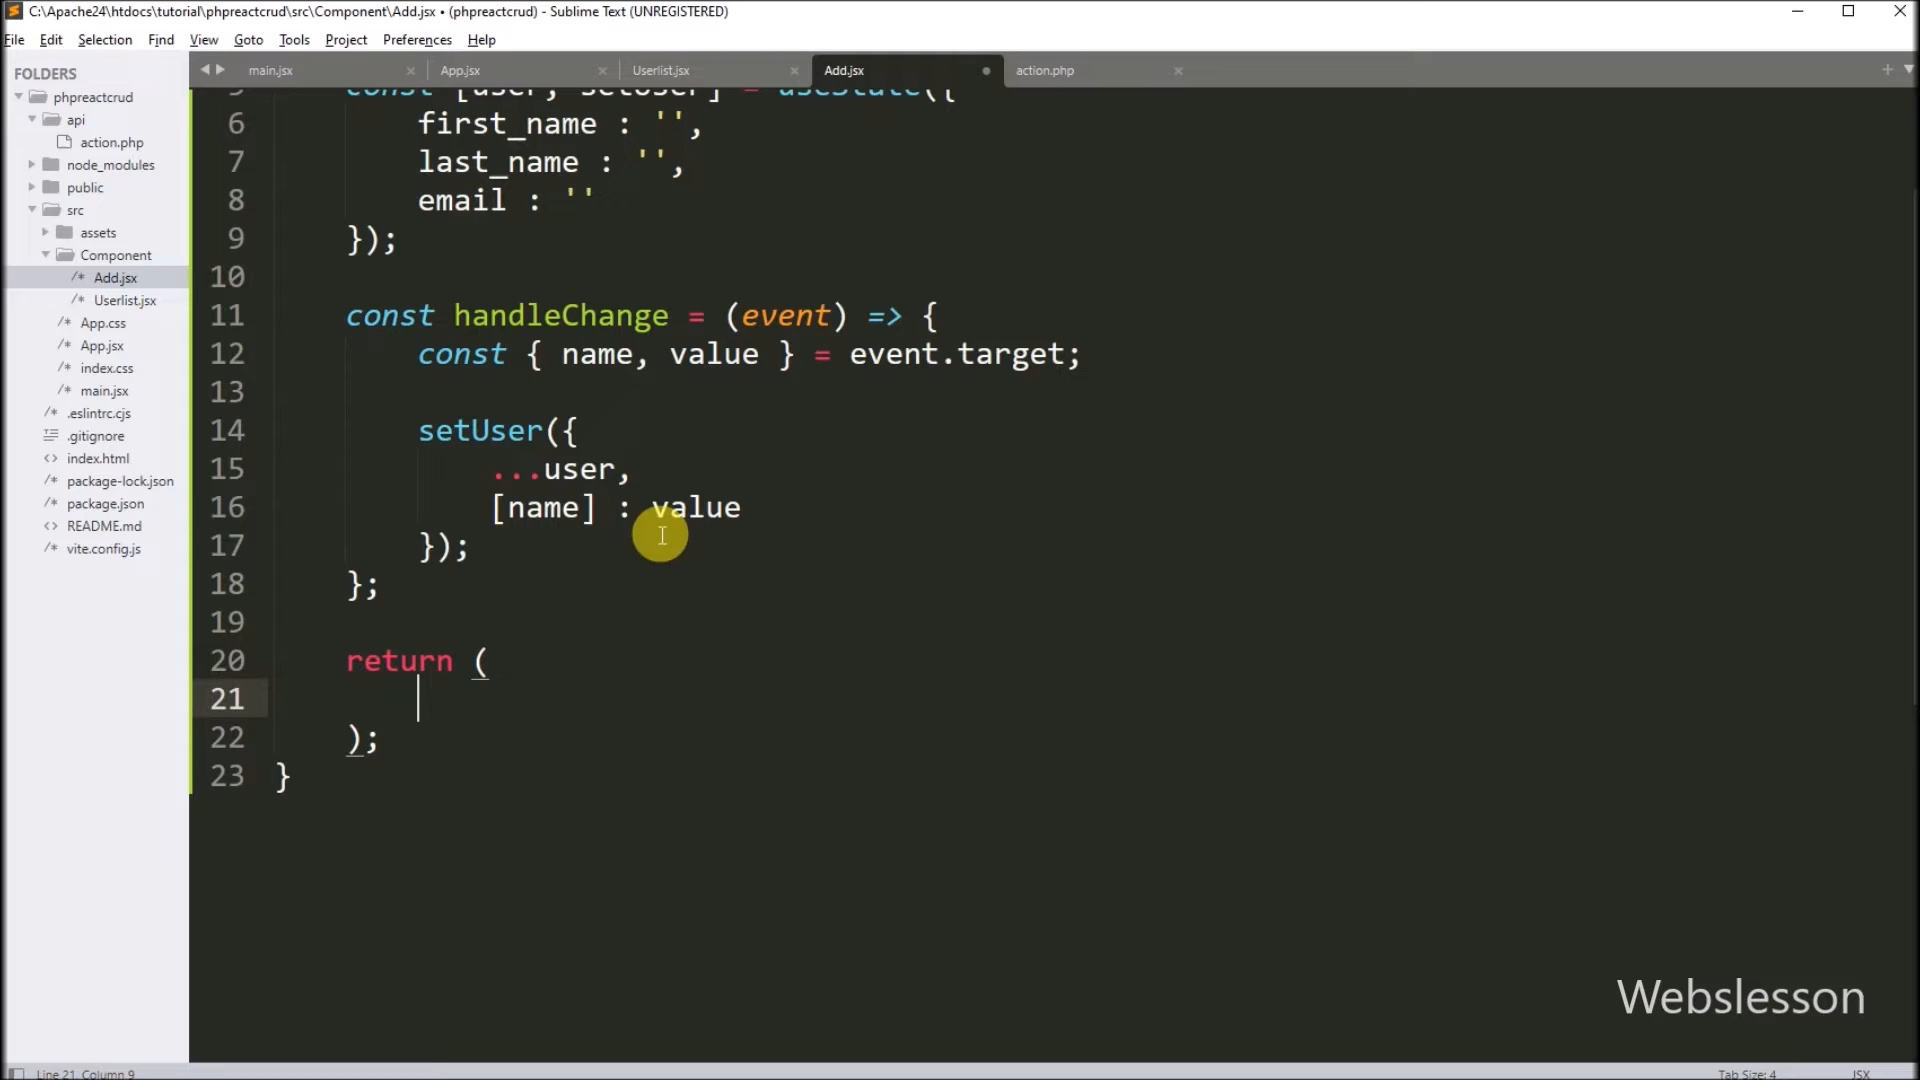 C:\Apache24\htdocs\tutorial\phpreactcrud\src\Component\Add.jsx • (phpreactcrud) - Sublime Text (UNREGISTERED)
File Edit Selection Find View Goto Tools Project Preferences Help
FOLDERS
phpreactcrud
api
action.php
node_modules
public
src
assets
Component
/* Add.jsx
/* Userlist.jsx
/* App.css
/* App.jsx
/* index.css
/* main.jsx
/* .eslintrc.cjs
.gitignore
<> index.html
/* package-lock.json
/* package.json
<> README.md
/* vite.config.js
main.jsx App.jsx Userlist.jsx Add.jsx action.php
5 const [user, setUser] = useState({
6 first_name : '',
7 last_name : '',
8 email : ''
9 });
10
11 const handleChange = (event) => {
12 const { name, value } = event.target;
13
14 setUser({
15 ...user,
16 [name] : value
17 });
18 };
19
20 return (
21
22 );
23 }
Webslesson
Line 21, Column 9
Tab Size: 4
JSX